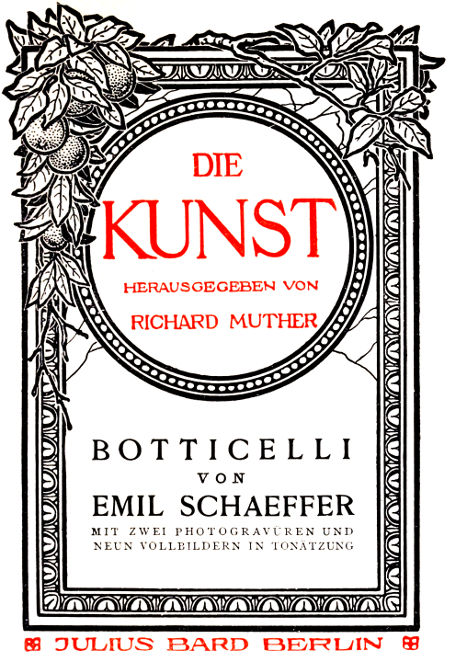 DIE
KUNST
HERAUSGEGEBEN VON
RICHARD MUTHER
BOTTICELLI
VON
EMIL SCHAEFFER
MIT ZWEI PHOTOGRAVÜREN UND
NEUN VOLLBILDERN IN TONÄTZUNG
JULIUS BARD BERLIN